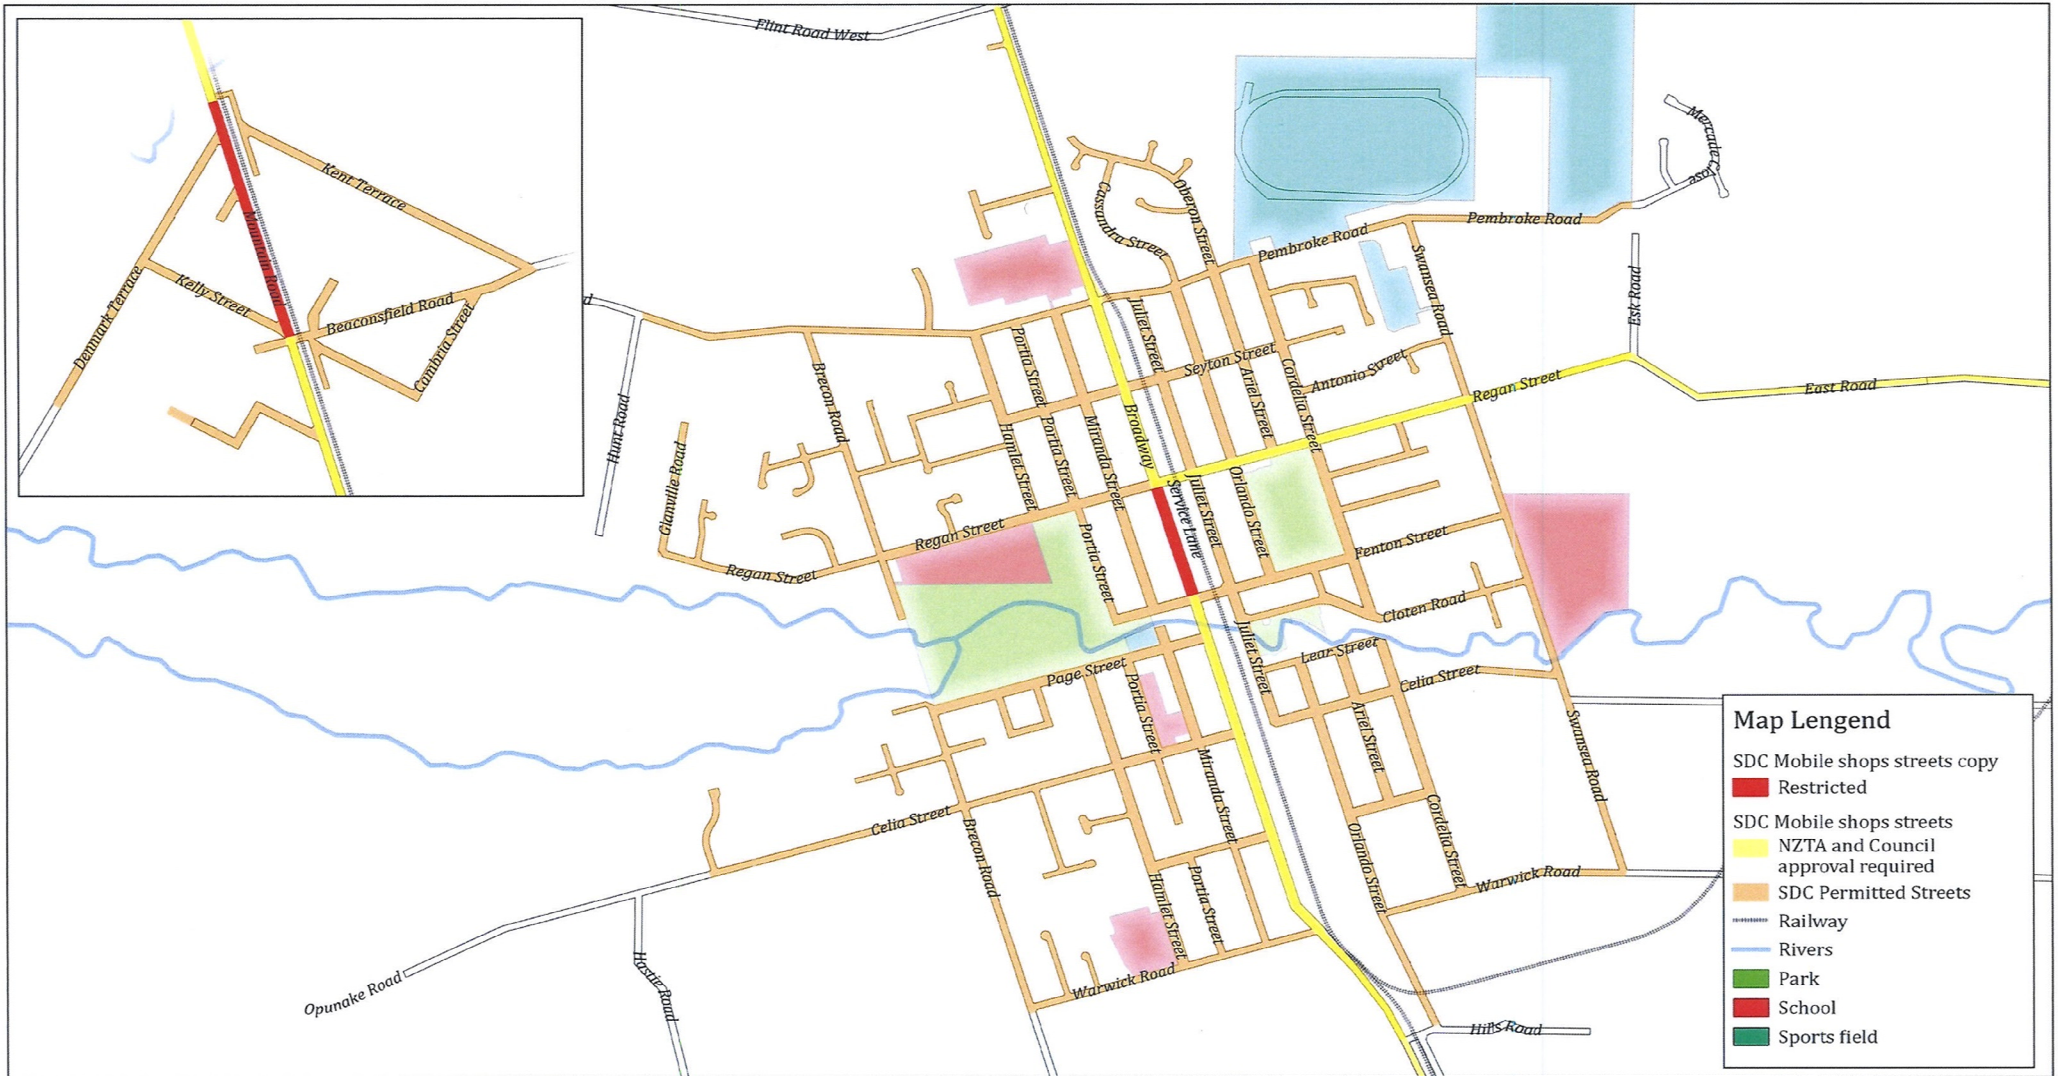 Flint Road West
Kent Terrace
Mountain Road
Kelly Street
Denmark Terrace
Beaconsfield Road
Cambria Street
Mercade Close
Cassandra Street
Oberon Street
Pembroke Road
Pembroke Road
Swansea Road
Esk Road
d
Juliet Street
Portia Street
Seyton Street
Ariel Street
Cordelia Street
Antonio Street
Regan Street
East Road
Brecon Road
Hunt Road
Glanville Road
Hamlet Street
Portia Street
Miranda Street
Broadway
Service Lane
Juliet Street
Orlando Street
Regan Street
Regan Street
Portia Street
Fenton Street
Cloten Road
Juliet Street
Lear Street
Celia Street
Page Street
Portia Street
Ariel Street
Swansea Road
Miranda Street
Celia Street
Brecon Road
Orlando Street
Cordelia Street
Warwick Road
Hamlet Street
Portia Street
Warwick Road
Opunake Road
Hastie Road
Hills Road
Map Lengend
SDC Mobile shops streets copy
Restricted
SDC Mobile shops streets
NZTA and Council
approval required
SDC Permitted Streets
Railway
Rivers
Park
School
Sports field